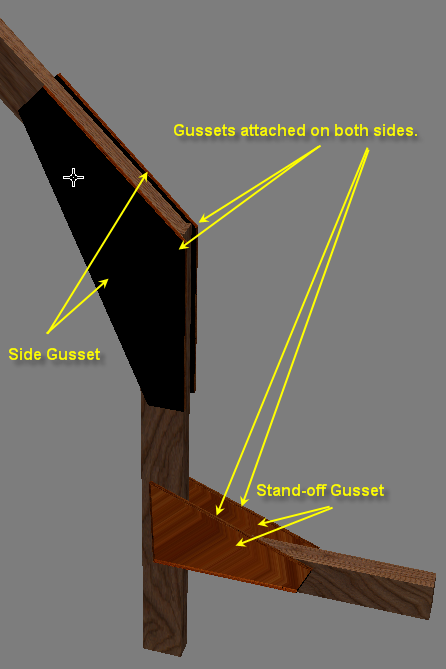 Gussets attached on both sides.
Side Gusset
Stand-off Gusset